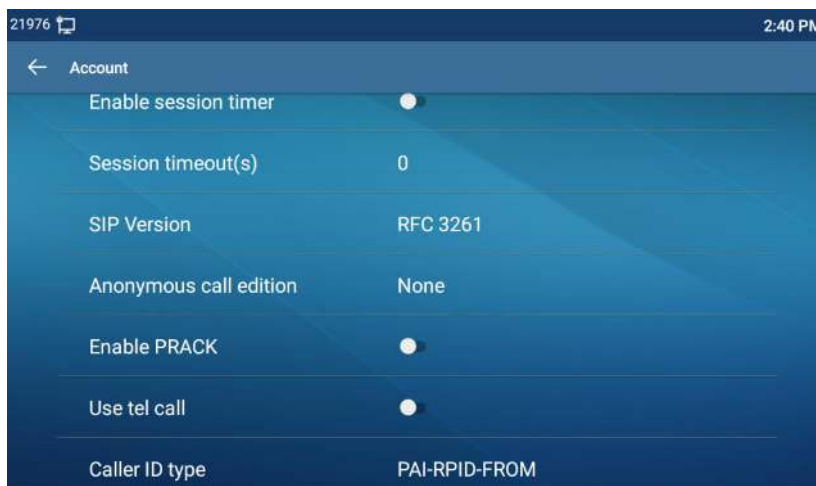 21976
2:40 PM
Account
Enable session timer
Session timeout(s) 0
SIP Version RFC 3261
Anonymous call edition None
Enable PRACK
Use tel call
Caller ID type PAI-RPID-FROM